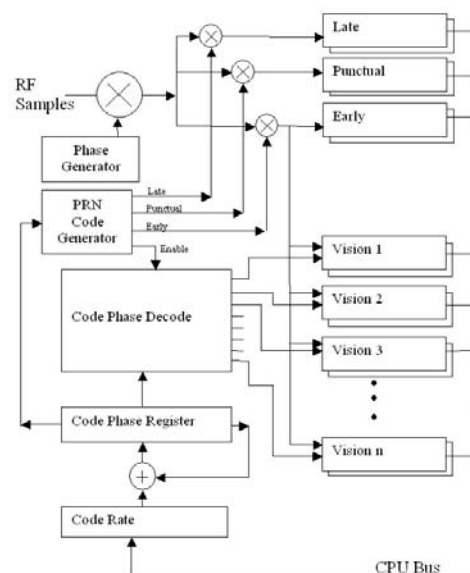 Late
Punctual
RF
Samples
Early
Phase
Generator
PRN
Code
Generator
Late
Punctual
Early
Enable
Vision 1
Code Phase Decode
Vision 2
Vision 3
Code Phase Register
Vision n
Code Rate
CPU Bus